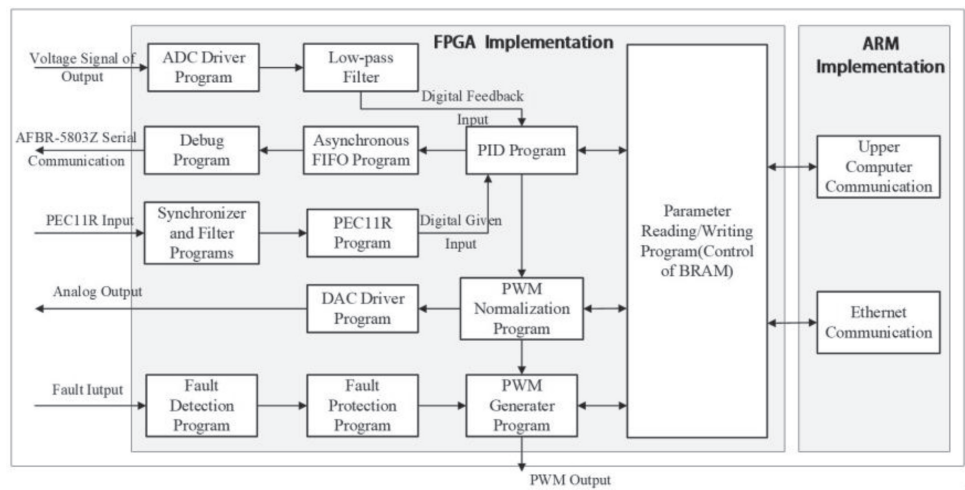 FPGA Implementation
ARM
Implementation
Voltage Signal of
Output
ADC Driver
Program
Low-pass
Filter
Digital Feedback
Input
AFBR-5803Z Serial
Communication
Debug
Program
Asynchronous
FIFO Program
PID Program
Upper
Computer
Communication
PEC11R Input
Synchronizer
and Filter
Programs
PEC11R
Program
Digital Given
Input
Parameter
Reading/Writing
Program(Control
of BRAM)
Analog Output
DAC Driver
Program
PWM
Normalization
Program
Ethernet
Communication
Fault Iutput
Fault
Detection
Program
Fault
Protection
Program
PWM
Generater
Program
PWM Output